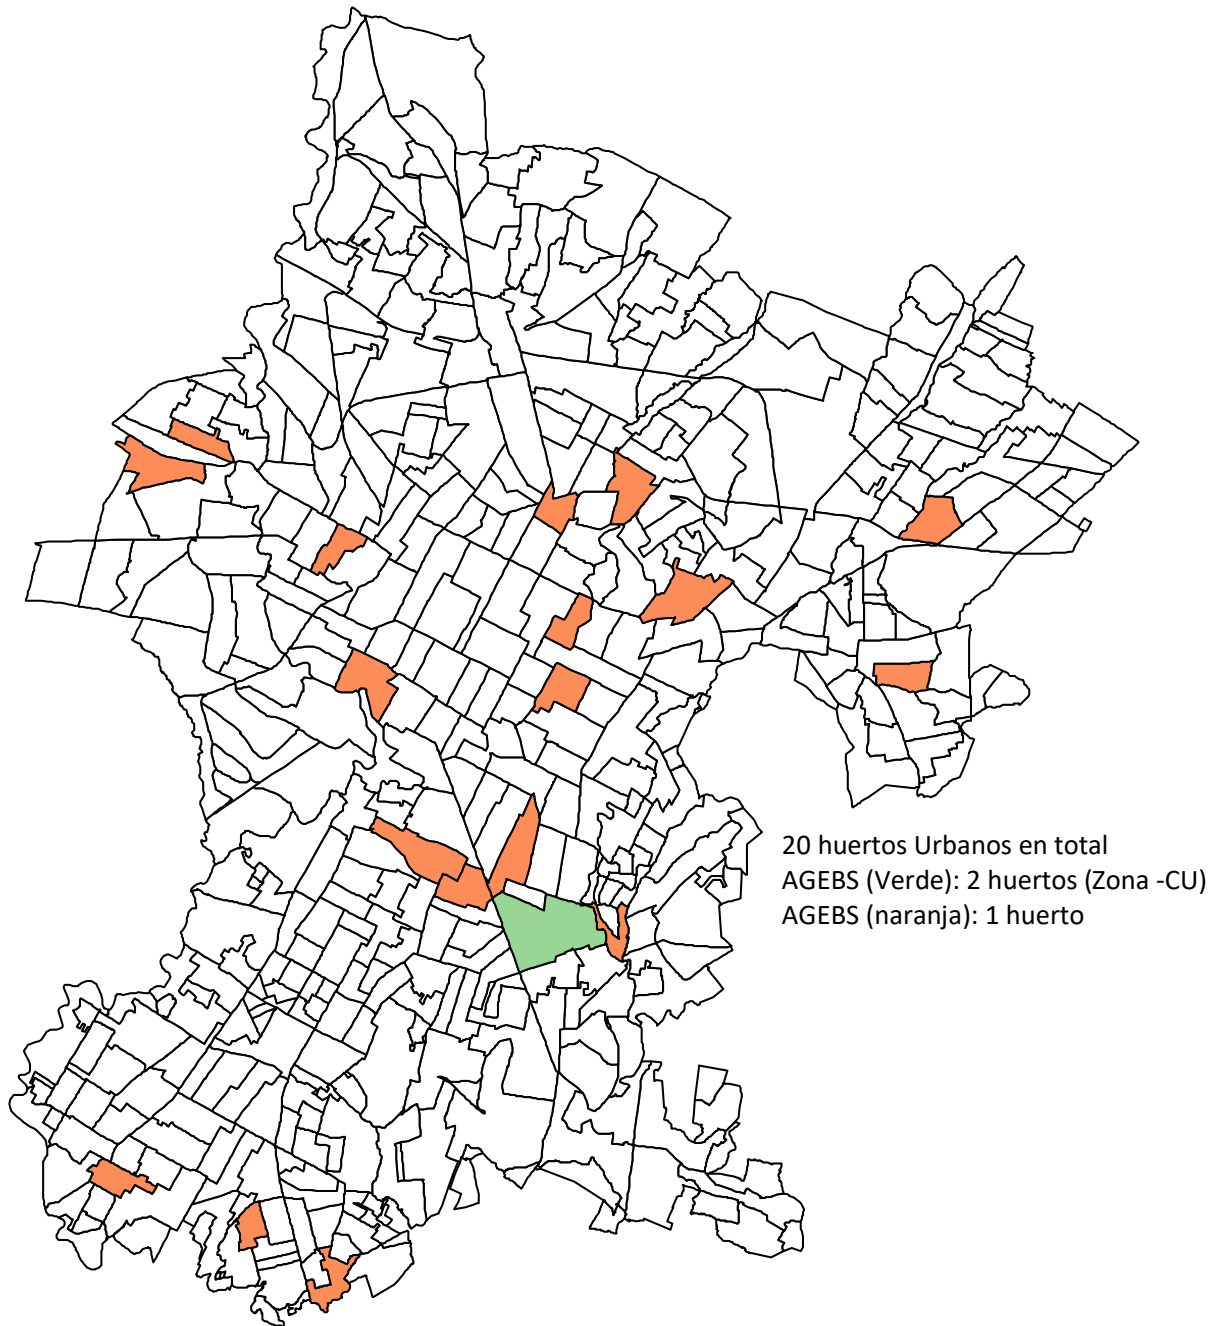 20 huertos Urbanos en total
AGEBS (Verde): 2 huertos (Zona -CU)
AGEBS (naranja): 1 huerto